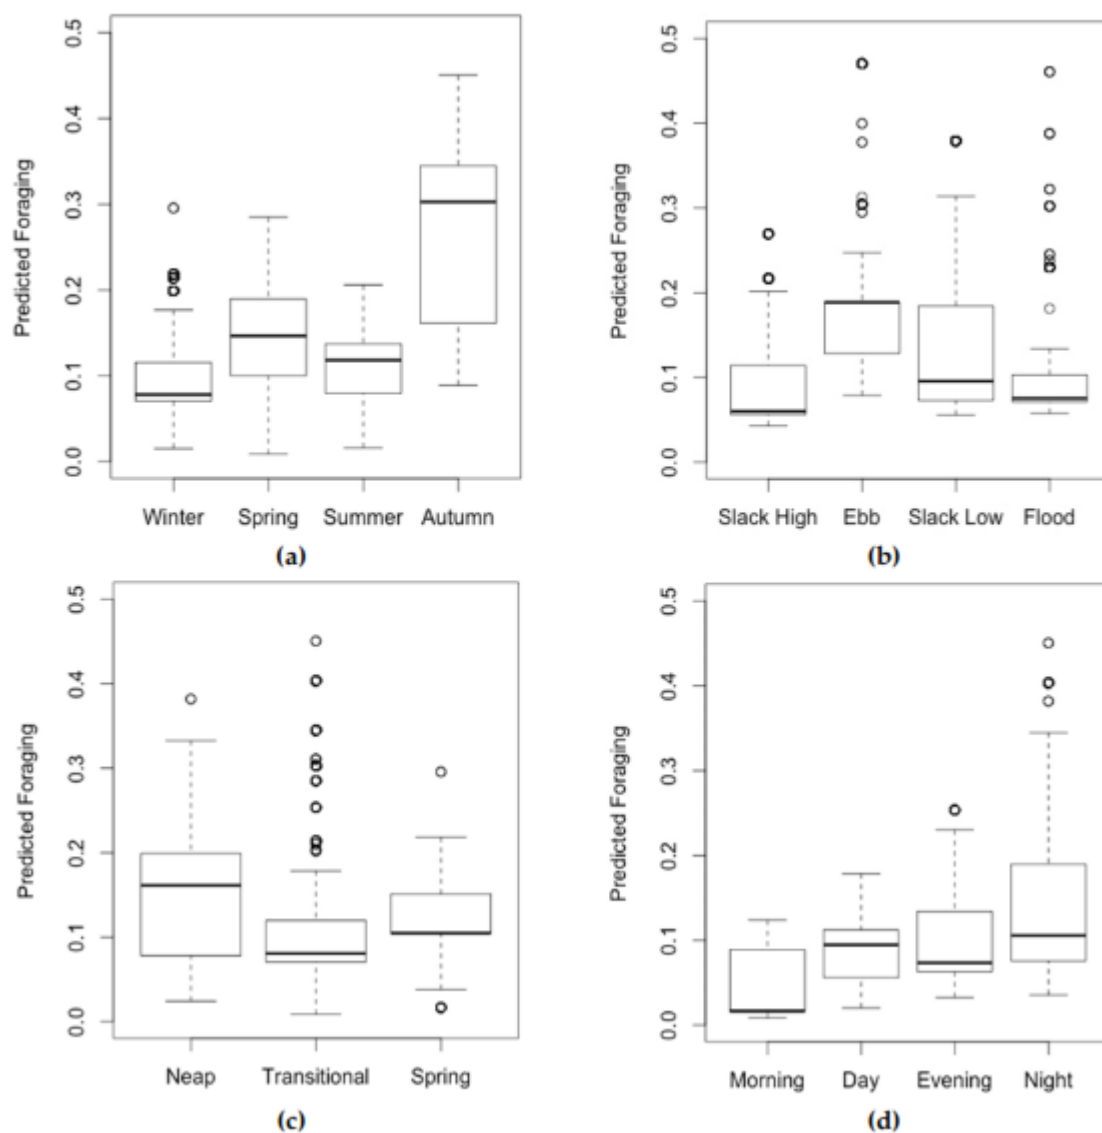 Predicted Foraging
0.5
0.4
0.3
0.2
0.1
0.0
Winter Spring Summer Autumn
(a)
Predicted Foraging
0.5
0.4
0.3
0.2
0.1
0.0
Slack High Ebb Slack Low Flood
(b)
Predicted Foraging
0.5
0.4
0.3
0.2
0.1
0.0
Neap Transitional Spring
(c)
Predicted Foraging
0.5
0.4
0.3
0.2
0.1
0.0
Morning Day Evening Night
(d)